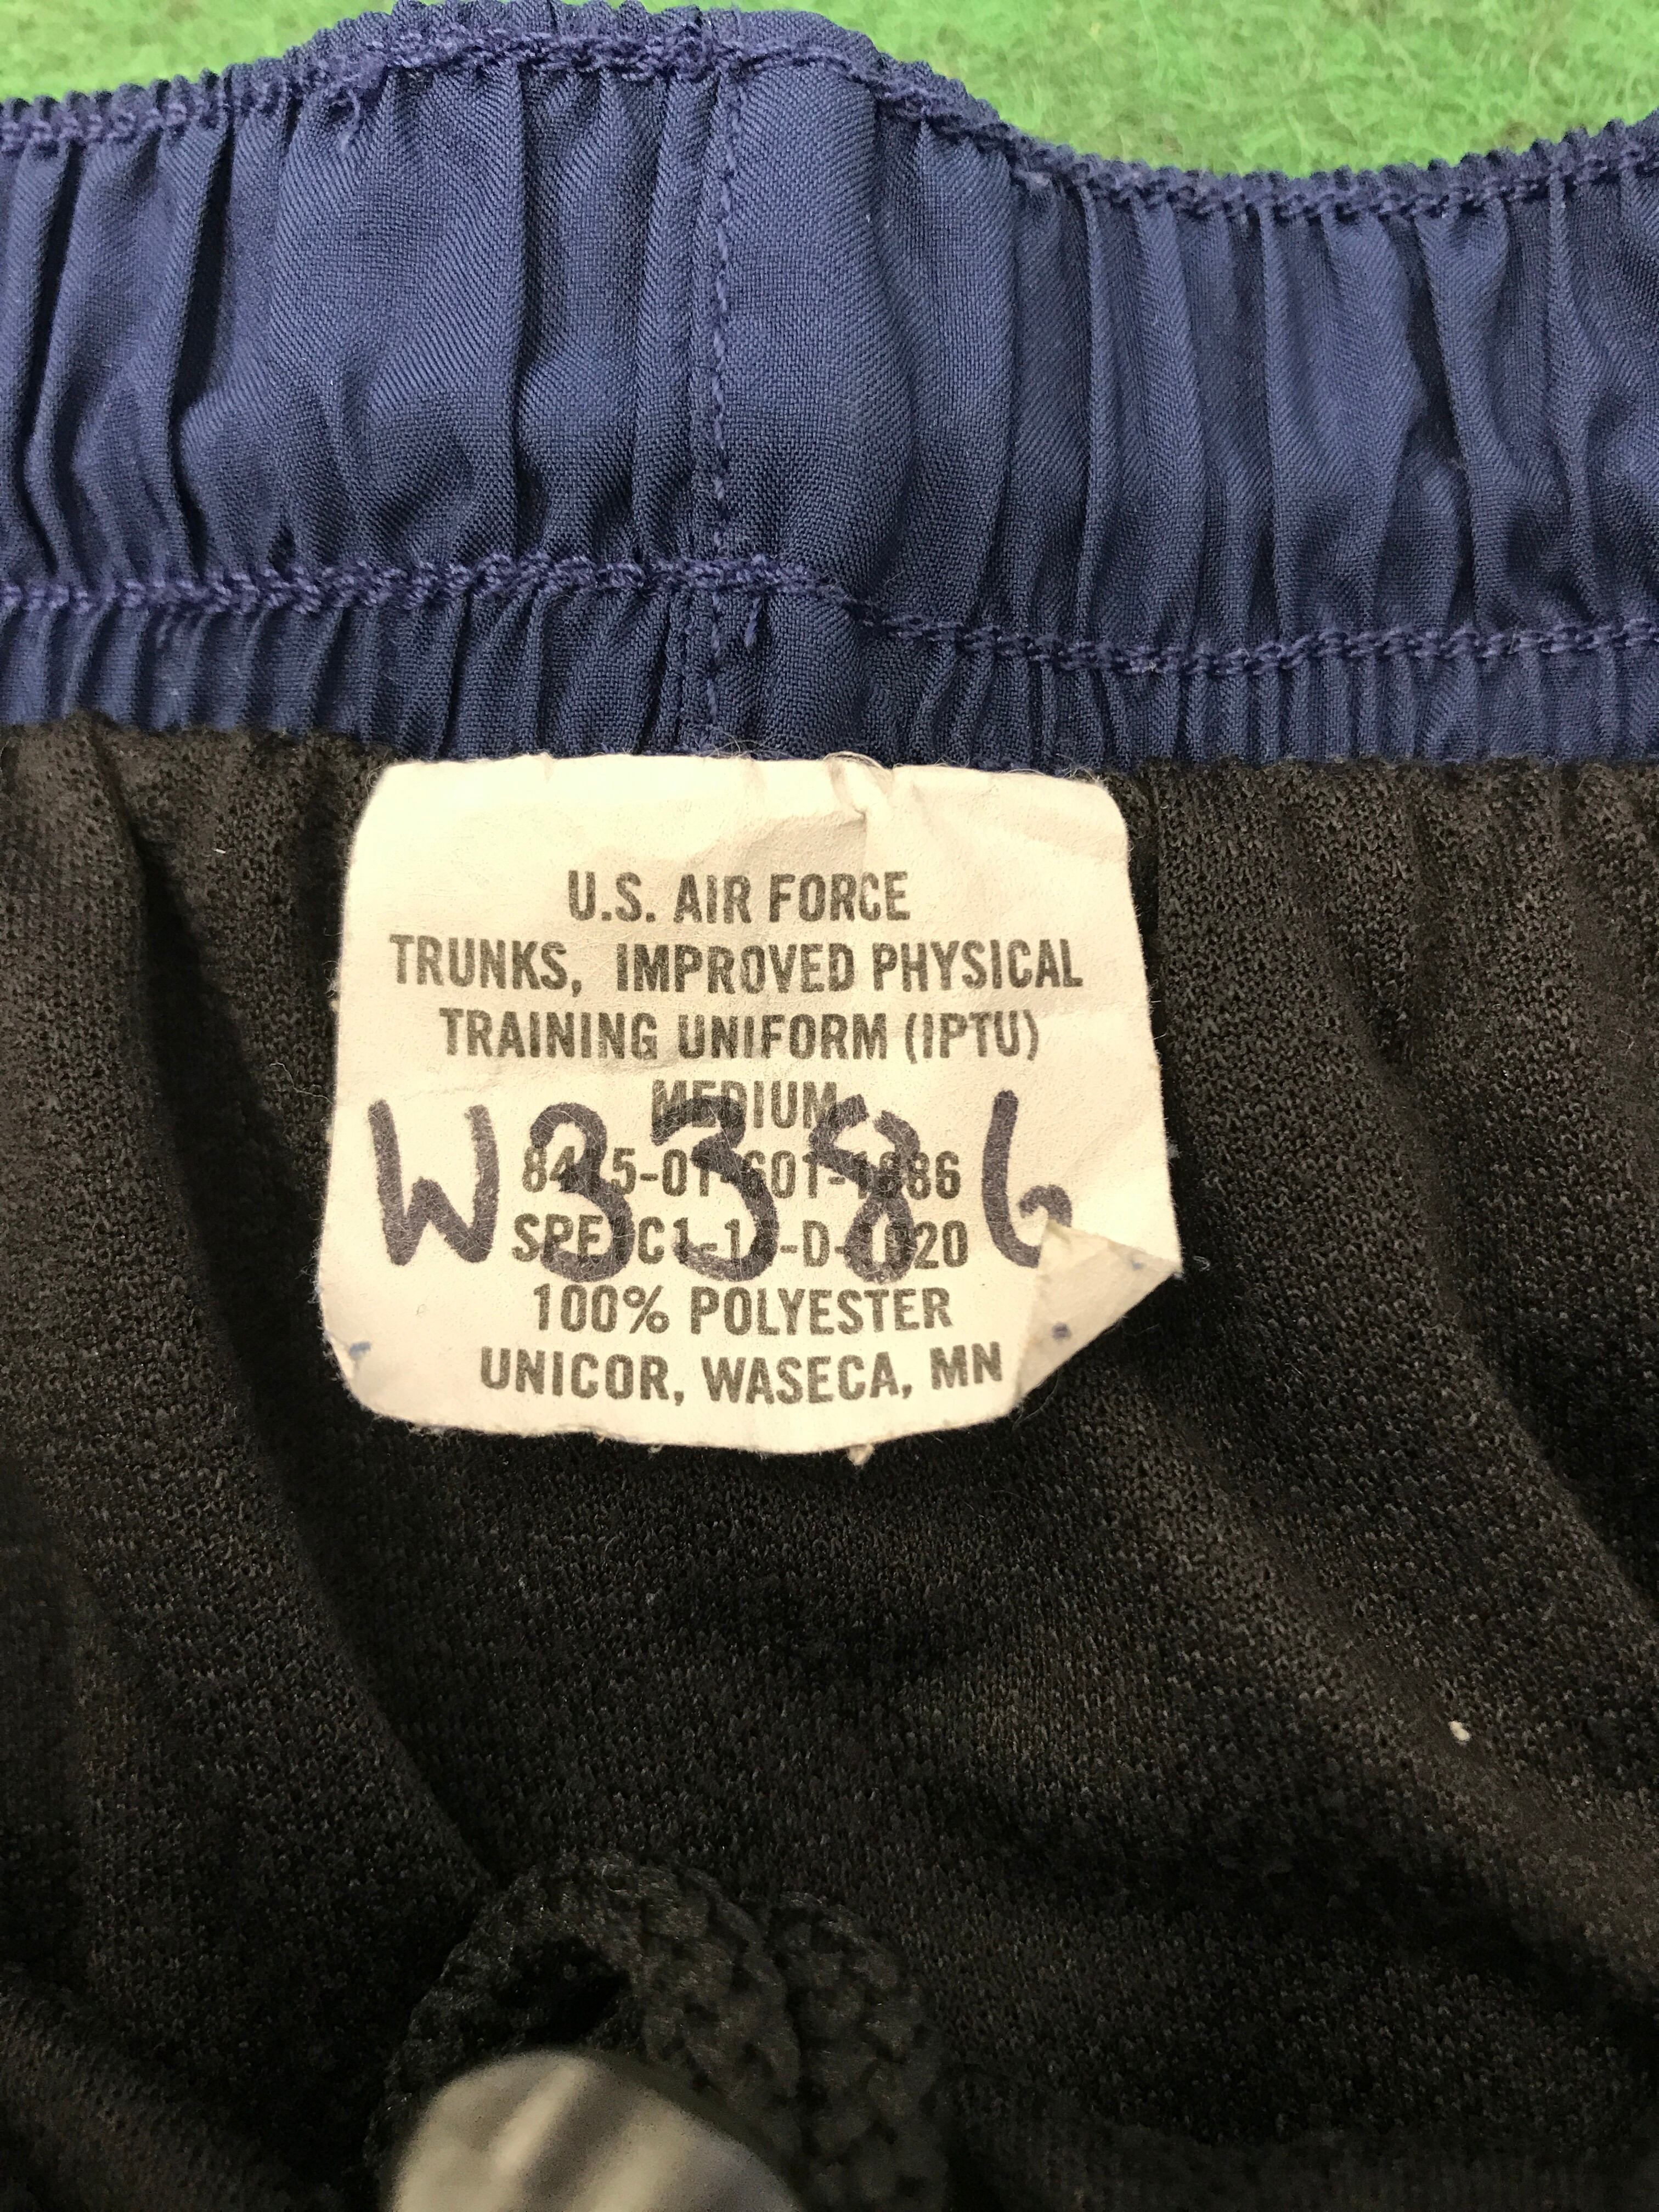 U.S. AIR FORCE
TRUNKS, IMPROVED PHYSICAL
TRAINING UNIFORM (IPTU)
MEDIUM
W3386
100% POLYESTER
UNICOR, WASECA, MN